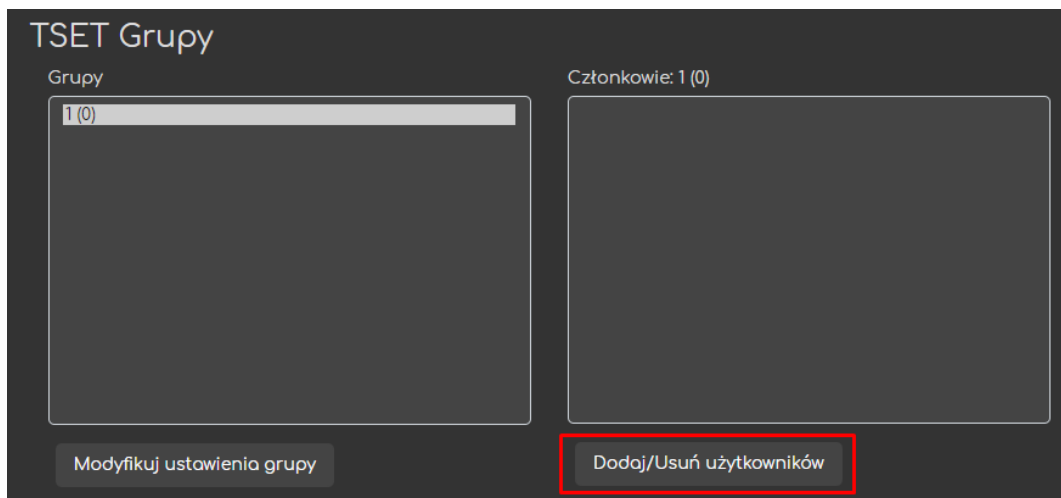 TSET Grupy
Grupy
Członkowie: 1 (0)
1 (0)
Modyfikuj ustawienia grupy
Dodaj/Usuń użytkowników